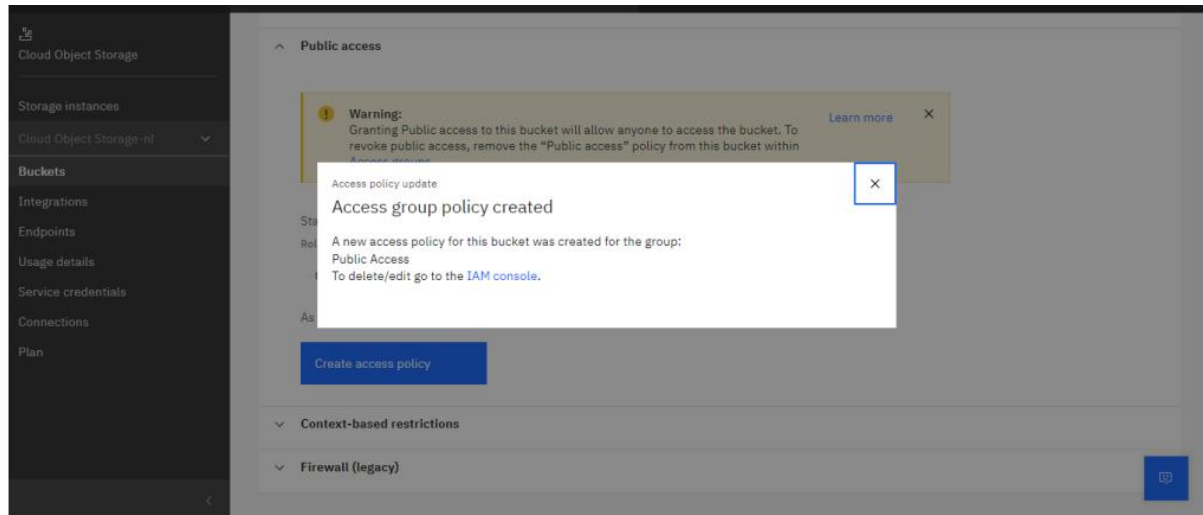 Cloud Object Storage
Storage instances
Cloud Object Storage-nl
Buckets
Integrations
Endpoints
Usage details
Service credentials
Connections
Plan
Public access
Warning:
Learn more
Granting Public access to this bucket will allow anyone to access the bucket. To
revoke public access, remove the “Public access” policy from this bucket within
Access groups
Access policy update
Access group policy created
A new access policy for this bucket was created for the group:
Public Access
To delete/edit go to the IAM console.
As
Create access policy
Context-based restrictions
Firewall (legacy)